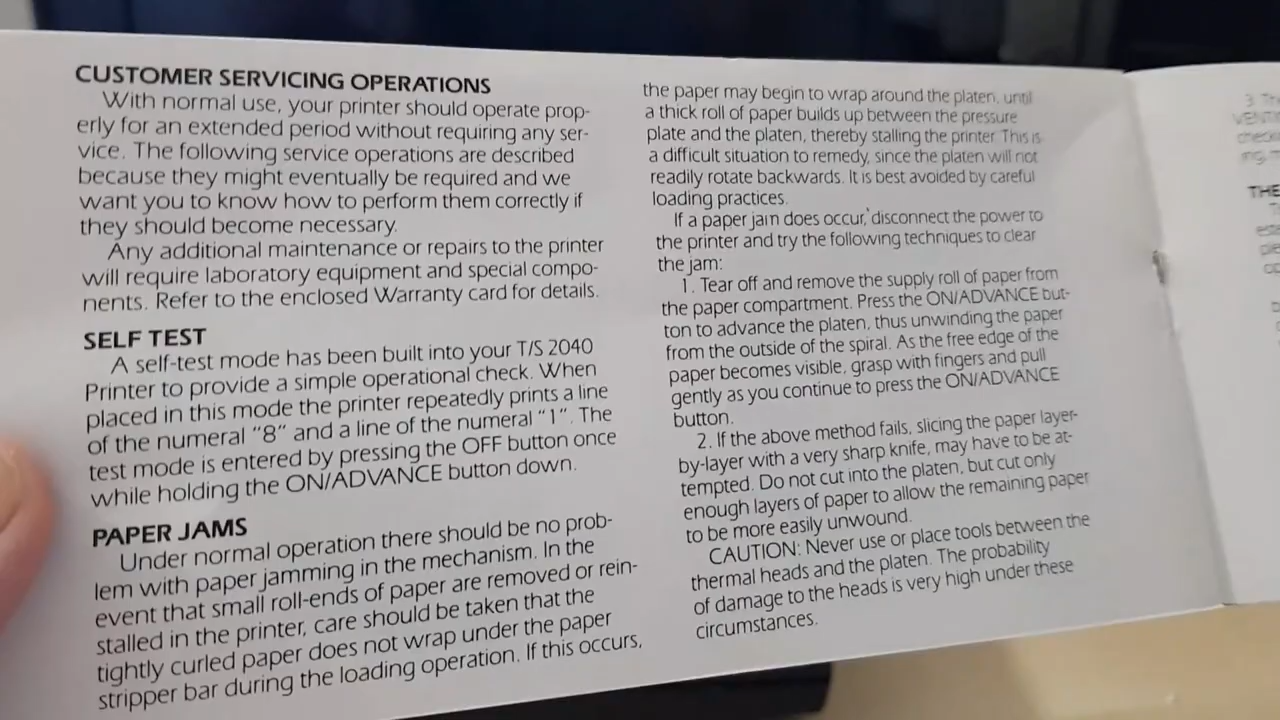 CUSTOMER SERVICING OPERATIONS
With normal use, your printer should operate prop-
erly for an extended period without requiring any ser-
vice. The following service operations are described
because they might eventually be required and we
want you to know how to perform them correctly if
they should become necessary.
Any additional maintenance or repairs to the printer
will require laboratory equipment and special compo-
nents. Refer to the enclosed Warranty card for details.
SELF TEST
A self-test mode has been built into your T/S 2040
Printer to provide a simple operational check. When
placed in this mode the printer repeatedly prints a line
of the numeral "8" and a line of the numeral "1". The
test mode is entered by pressing the OFF button once
while holding the ON/ADVANCE button down.
PAPER JAMS
Under normal operation there should be no prob-
lem with paper jamming in the mechanism. In the
event that small roll-ends of paper are removed or rein-
stalled in the printer, care should be taken that the
tightly curled paper does not wrap under the paper
stripper bar during the loading operation. If this occurs,
the paper may begin to wrap around the platen, until
a thick roll of paper builds up between the pressure
plate and the platen, thereby stalling the printer. This is
a difficult situation to remedy, since the platen will not
readily rotate backwards. It is best avoided by careful
loading practices.
If a paper jam does occur, disconnect the power to
the printer and try the following techniques to clear
the jam:
1. Tear off and remove the supply roll of paper from
the paper compartment. Press the ON/ADVANCE but-
ton to advance the platen, thus unwinding the paper
from the outside of the spiral. As the free edge of the
paper becomes visible, grasp with fingers and pull
gently as you continue to press the ON/ADVANCE
button.
2. If the above method fails, slicing the paper layer-
by-layer with a very sharp knife, may have to be at-
tempted. Do not cut into the platen, but cut only
enough layers of paper to allow the remaining paper
to be more easily unwound.
CAUTION: Never use or place tools between the
thermal heads and the platen. The probability
of damage to the heads is very high under these
circumstances.
3.
THE